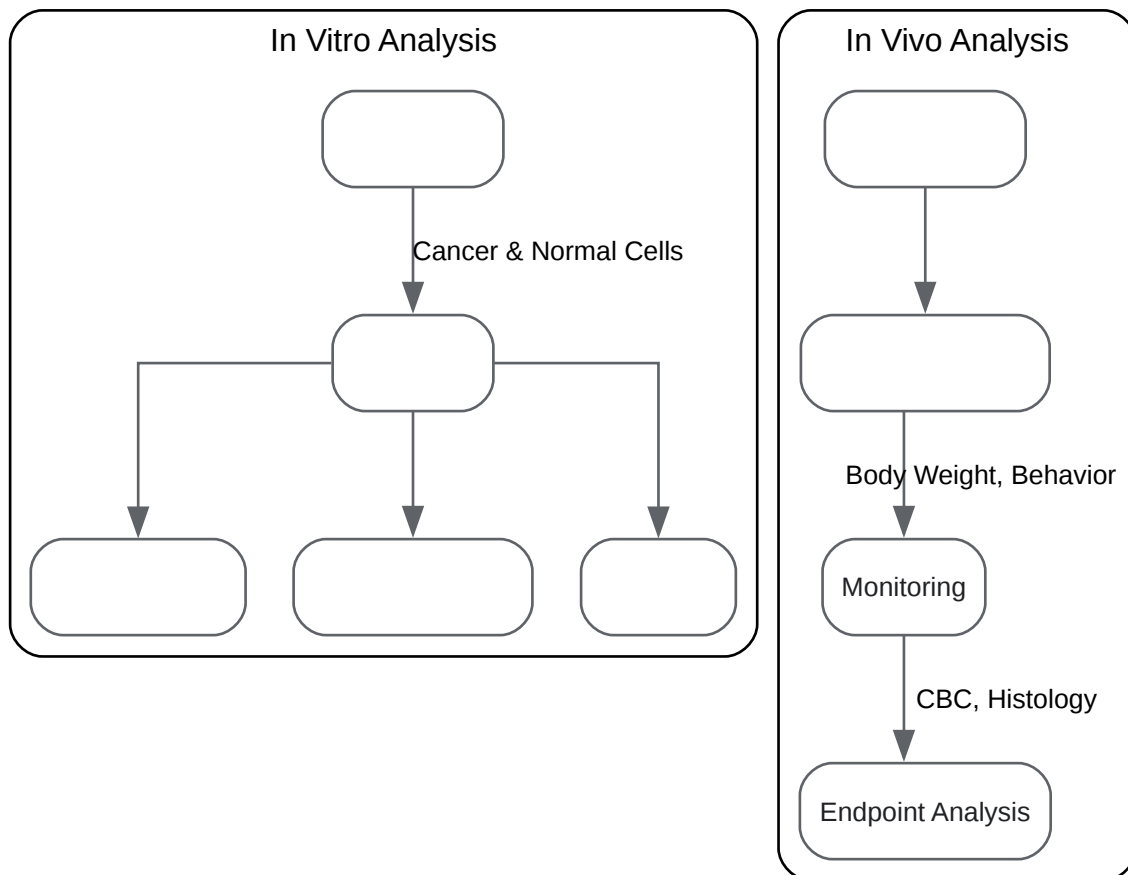 In Vitro Analysis
Cancer & Normal Cells
In Vivo Analysis
Body Weight, Behavior
Monitoring
CBC, Histology
Endpoint Analysis